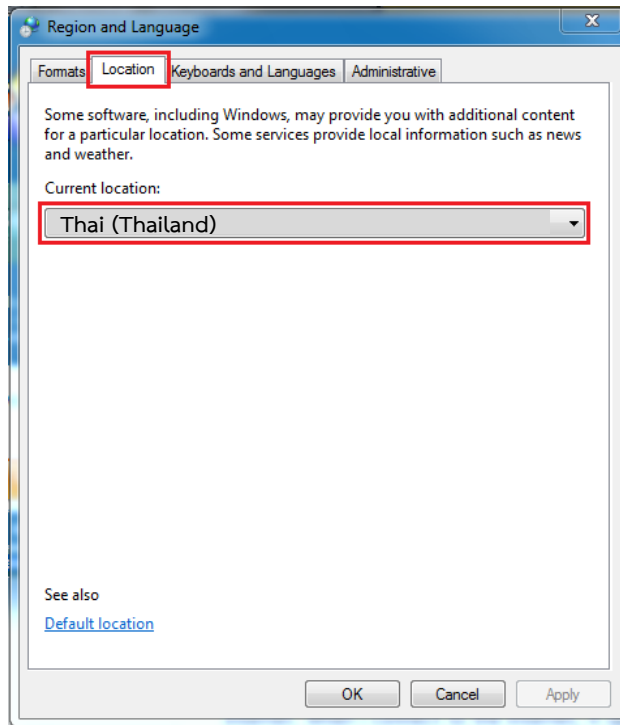 Region and Language
Formats Location Keyboards and Languages Administrative
Some software, including Windows, may provide you with additional content
for a particular location. Some services provide local information such as news
and weather.
Current location:
Thai (Thailand)
See also
Default location
OK Cancel Apply